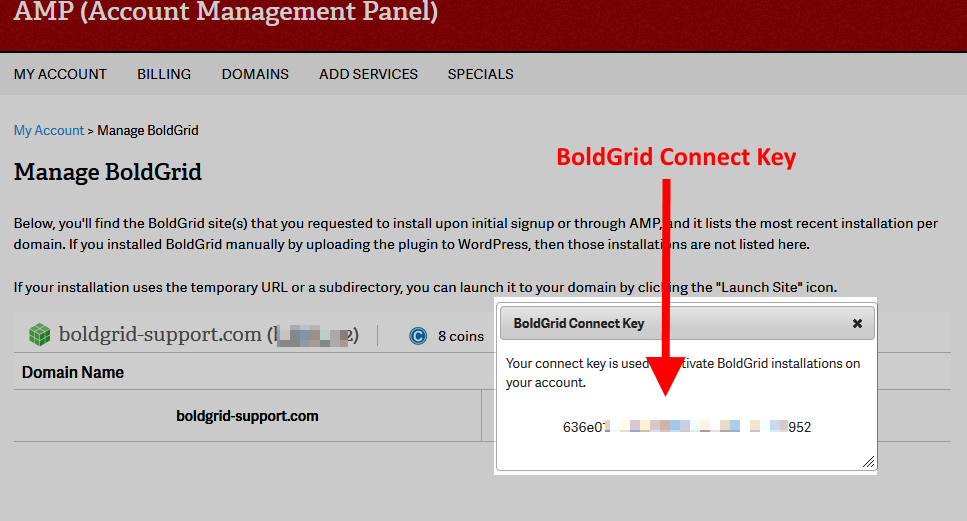 AMP (Account Management Panel)
MY ACCOUNT BILLING DOMAINS ADD SERVICES SPECIALS
My Account > Manage BoldGrid
BoldGrid Connect Key
Manage BoldGrid
Below, you'll find the BoldGrid site(s) that you requested to install upon initial signup or through AMP, and it lists the most recent installation per
domain. If you installed BoldGrid manually by uploading the plugin to WordPress, then those installations are not listed here.
If your installation uses the temporary URL or a subdirectory, you can launch it to your domain by clicking the "Launch Site" icon.
boldgrid-support.com
8 coins
BoldGrid Connect Key
Your connect key is used activate BoldGrid installations on
your account.
Domain Name
boldgrid-support.com
636e0
952